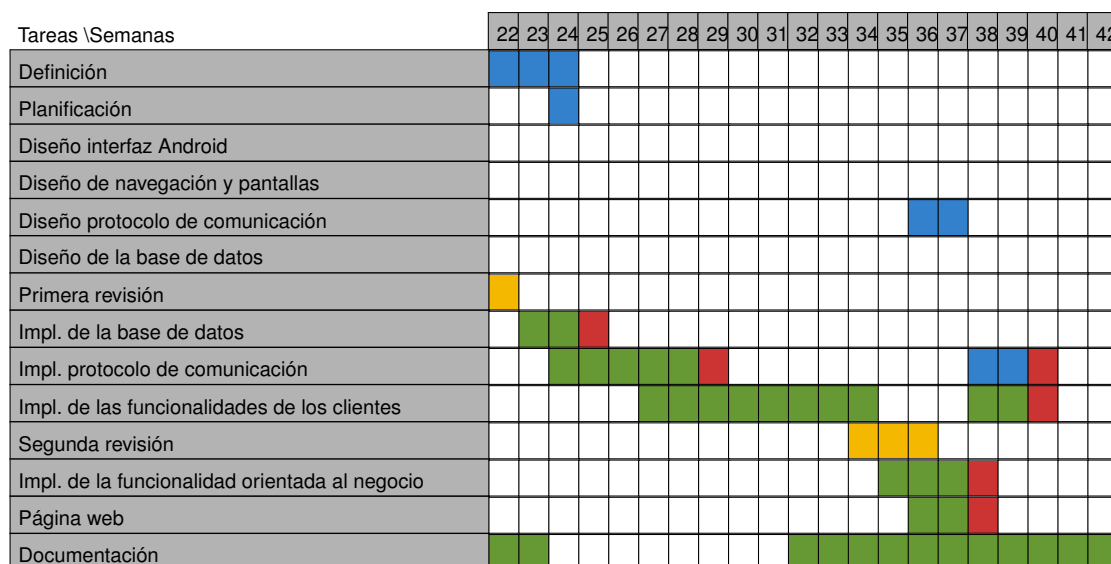 Tareas \Semanas 22 23 24 25 26 27 28 29 30 31 32 33 34 35 36 37 38 39 40 41 42
Definición
Planificación
Diseño interfaz Android
Diseño de navegación y pantallas
Diseño protocolo de comunicación
Diseño de la base de datos
Primera revisión
Impl. de la base de datos
Impl. protocolo de comunicación
Impl. de las funcionalidades de los clientes
Segunda revisión
Impl. de la funcionalidad orientada al negocio
Página web
Documentación